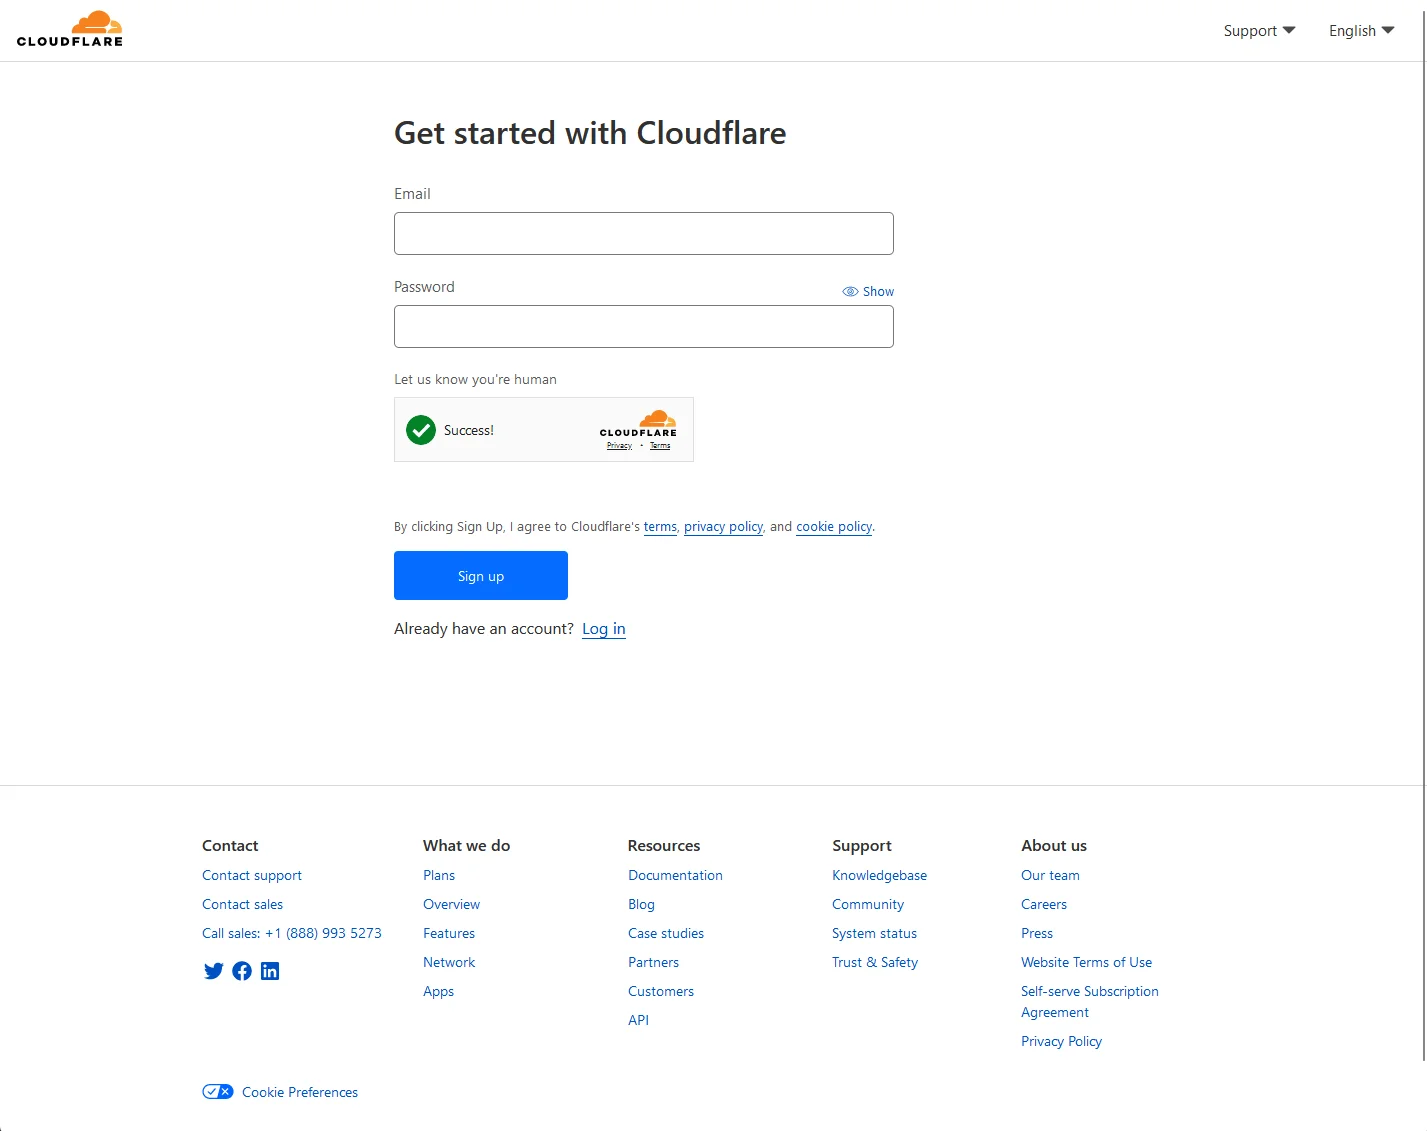 CLOUDFLARE
Support
English
Get started with Cloudflare
Email
Password
Show
Let us know you're human
Success!
CLOUDFLARE
Privacy • Terms
By clicking Sign Up, I agree to Cloudflare's terms, privacy policy, and cookie policy.
Sign up
Already have an account? Log in
Contact
Contact support
Contact sales
Call sales: +1 (888) 993 5273
What we do
Plans
Overview
Features
Network
Apps
Resources
Documentation
Blog
Case studies
Partners
Customers
API
Support
Knowledgebase
Community
System status
Trust & Safety
About us
Our team
Careers
Press
Website Terms of Use
Self-serve Subscription
Agreement
Privacy Policy
Cookie Preferences